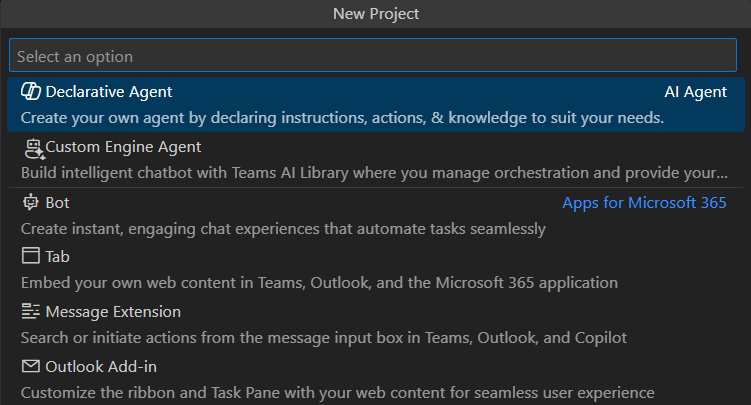 New Project
Select an option
Declarative Agent AI Agent
Create your own agent by declaring instructions, actions, & knowledge to suit your needs.
Custom Engine Agent
Build intelligent chatbot with Teams AI Library where you manage orchestration and provide your...
Bot Apps for Microsoft 365
Create instant, engaging chat experiences that automate tasks seamlessly
Tab
Embed your own web content in Teams, Outlook, and the Microsoft 365 application
Message Extension
Search or initiate actions from the message input box in Teams, Outlook, and Copilot
Outlook Add-in
Customize the ribbon and Task Pane with your web content for seamless user experience